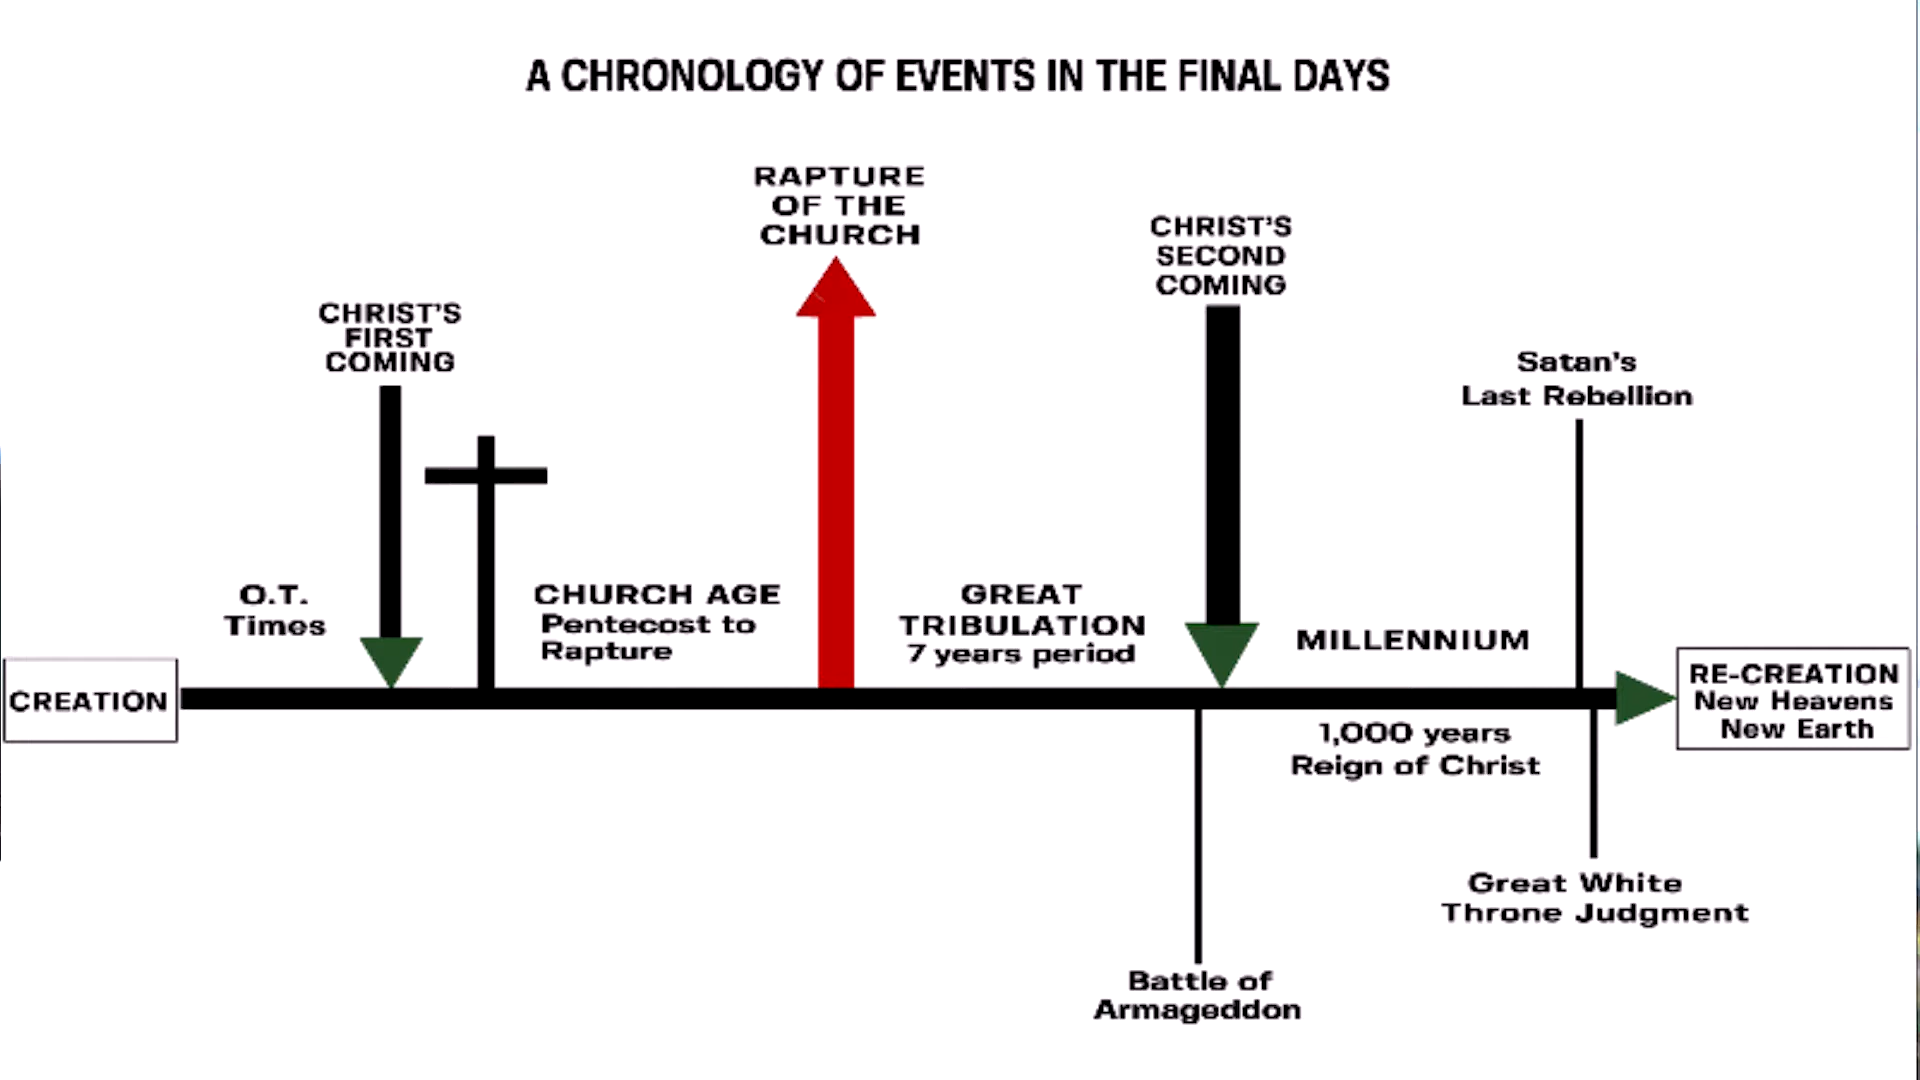 A CHRONOLOGY OF EVENTS IN THE FINAL DAYS
RAPTURE
OF THE
CHURCH
CHRIST'S
SECOND
COMING
CHRIST'S
FIRST
COMING
Satan's
Last Rebellion
O.T.
Times
CHURCH AGE
Pentecost to
Rapture
GREAT
TRIBULATION
7 years period
MILLENNIUM
CREATION
RE-CREATION
New Heavens
New Earth
1,000 years
Reign of Christ
Great White
Throne Judgment
Battle of
Armageddon